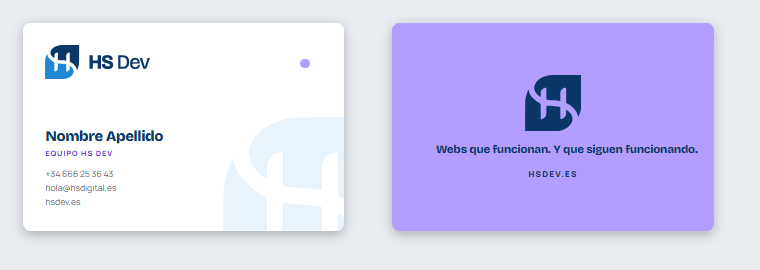 HS Dev
Nombre Apellido
EQUIPO HS DEV
+34 666 25 36 43
hola@hsdigital.es
hsdev.es
Webs que funcionan. Y que siguen funcionando.
HSDEV.ES